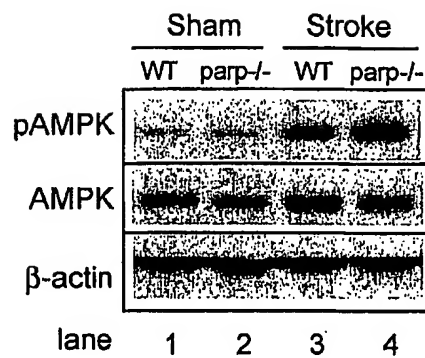 Sham Stroke
WT parp-/- WT parp-/-
pAMPK
AMPK
β-actin
lane 1 2 3 4